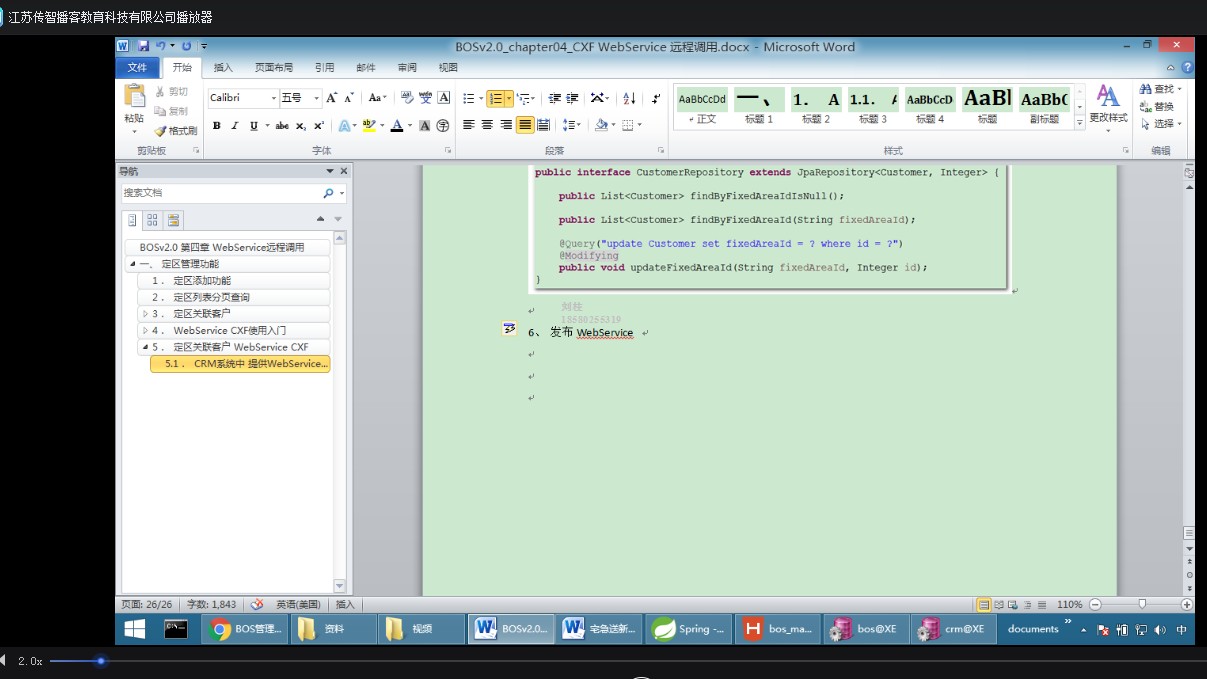 江苏传智播客教育科技有限公司播放器
BOSv2.0_chapter04_CXF WebService 远程调用.docx - Microsoft Word
文件 开始 插入 页面布局 引用 邮件 审阅 视图
粘贴 剪切 复制 格式刷
Calibri 五号
AaBbCcDd 一、 1. A 1.1. A AaBbCcD AaBl AaBbC
正文 标题 1 标题 2 标题 3 标题 4 标题 副标题
更改样式 查找 替换 选择
剪贴板 字体 段落 样式 编辑
导航
搜索文档
BOSv2.0 第四章 WebService远程调用
一、 定区管理功能
1. 定区添加功能
2. 定区列表分页查询
3. 定区关联客户
4. WebService CXF使用入门
5. 定区关联客户 WebService CXF
5.1. CRM系统中 提供WebService...
public interface CustomerRepository extends JpaRepository<Customer, Integer> {
public List<Customer> findByFixedAreaIdIsNull();
public List<Customer> findByFixedAreaId(String fixedAreaId);
@Query("update Customer set fixedAreaId = ? where id = ?")
@Modifying
public void updateFixedAreaId(String fixedAreaId, Integer id);
}
6、 发布 WebService
页面: 26/26 字数: 1,843 英语(美国) 插入 110%
BOS管理... 资料 视频 BOSv2.0... 宅急送新... Spring -... bos_ma... bos@XE crm@XE documents 中
2.0x